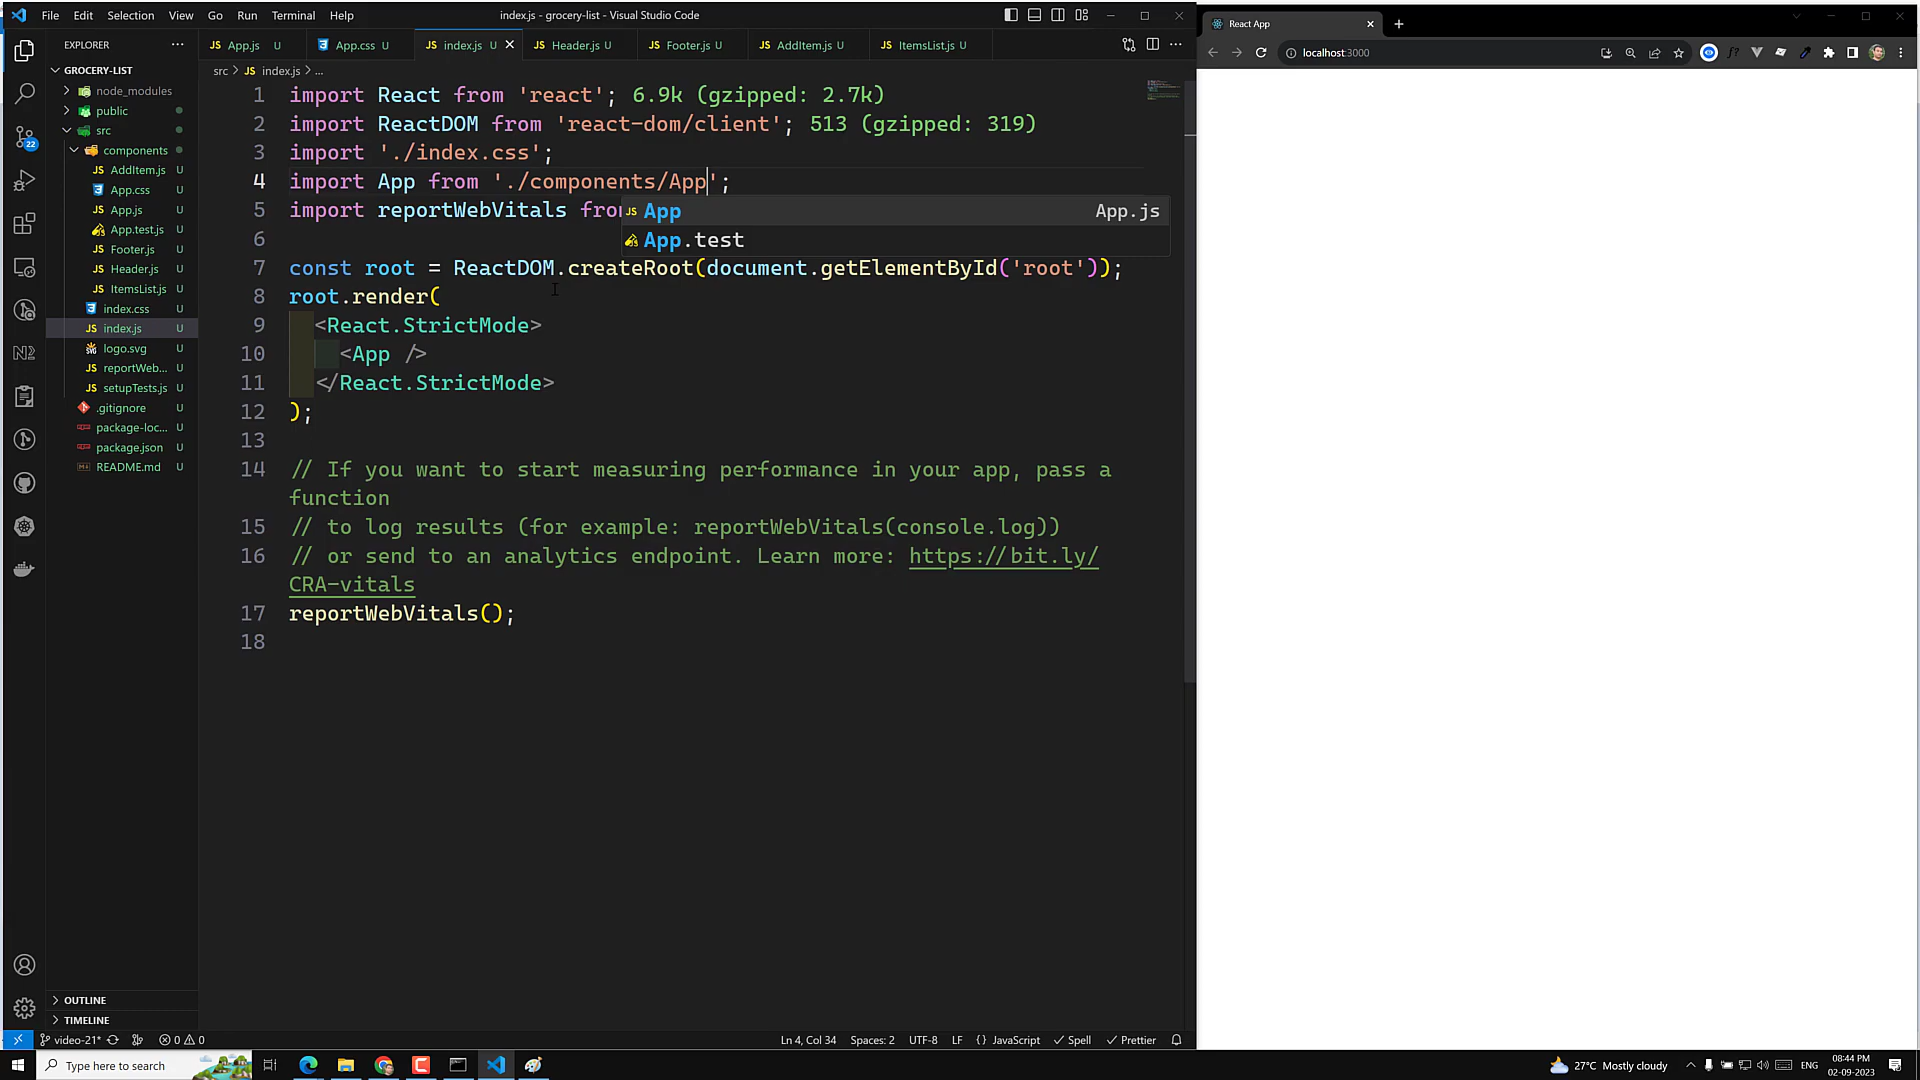 File Edit Selection View Go Run Terminal Help
index.js - grocery-list - Visual Studio Code
EXPLORER
GROCERY-LIST
node_modules
public
src
components
AddItem.js U
App.css U
App.js U
App.test.js U
Footer.js U
Header.js U
ItemsList.js U
index.css U
index.js U
logo.svg U
reportWeb... U
setupTests.js U
.gitignore U
package-loc... U
package.json U
README.md U
OUTLINE
TIMELINE
22
App.js U App.css U index.js U Header.js U Footer.js U AddItem.js U ItemsList.js U
src > JS index.js > ...
1 import React from 'react'; 6.9k (gzipped: 2.7k)
2 import ReactDOM from 'react-dom/client'; 513 (gzipped: 319)
3 import './index.css';
4 import App from './components/App';
5 import reportWebVitals from
App App.js
App.test
6
7 const root = ReactDOM.createRoot(document.getElementById('root'));
8 root.render(
9 <React.StrictMode>
10 <App />
11 </React.StrictMode>
12 );
13
14 // If you want to start measuring performance in your app, pass a
function
15 // to log results (for example: reportWebVitals(console.log))
16 // or send to an analytics endpoint. Learn more: https://bit.ly/
CRA-vitals
17 reportWebVitals();
18
video-21* 0 0
Ln 4, Col 34 Spaces: 2 UTF-8 LF {} JavaScript Spell Prettier
React App
localhost:3000
Type here to search
27°C Mostly cloudy
ENG
08:44 PM
02-09-2023